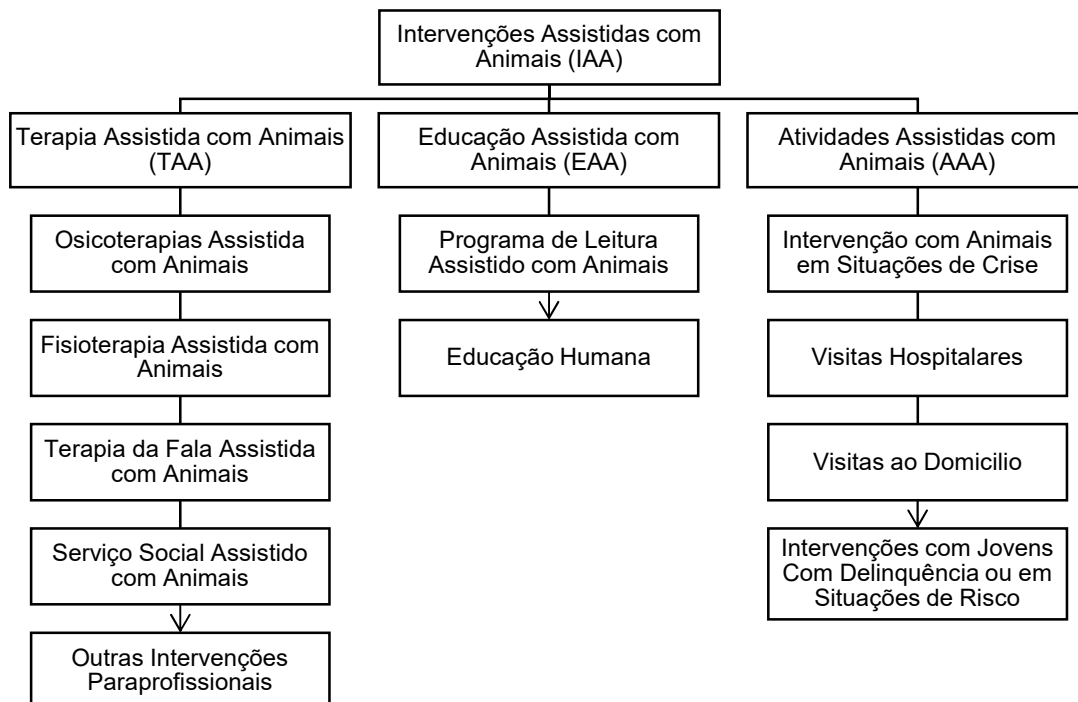 Intervenções Assistidas com
Animais (IAA)
Terapia Assistida com Animais
(TAA)
Osicoterapias Assistida
com Animais
Fisioterapia Assistida com
Animais
Terapia da Fala Assistida
com Animais
Serviço Social Assistido
com Animais
Outras Intervenções
Paraprofissionais
Educação Assistida com
Animais (EAA)
Programa de Leitura
Assistido com Animais
Educação Humana
Atividades Assistidas com
Animais (AAA)
Intervenção com Animais
em Situações de Crise
Visitas Hospitalares
Visitas ao Domicilio
Intervenções com Jovens
Com Delinquência ou em
Situações de Risco